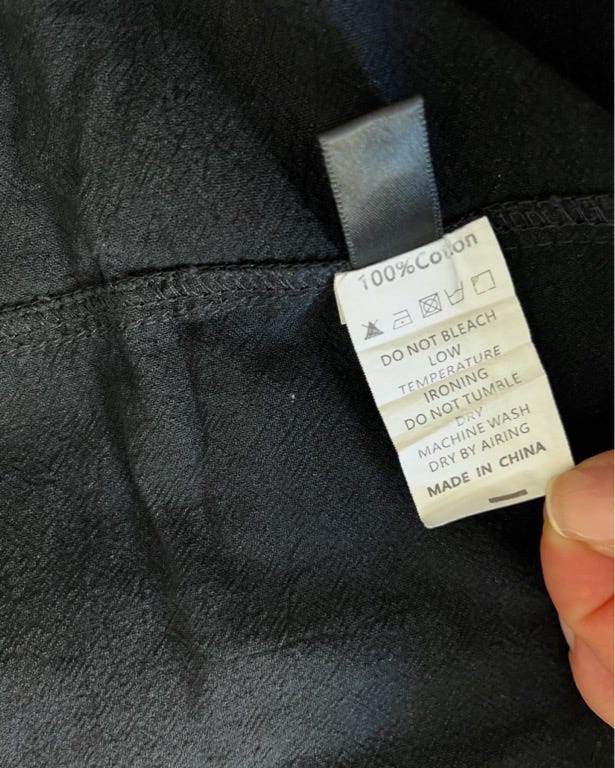 100%Cotton
DO NOT BLEACH
LOW
TEMPERATURE
IRONING
DO NOT TUMBLE
DRY
MACHINE WASH
DRY BY AIRING
MADE IN CHINA